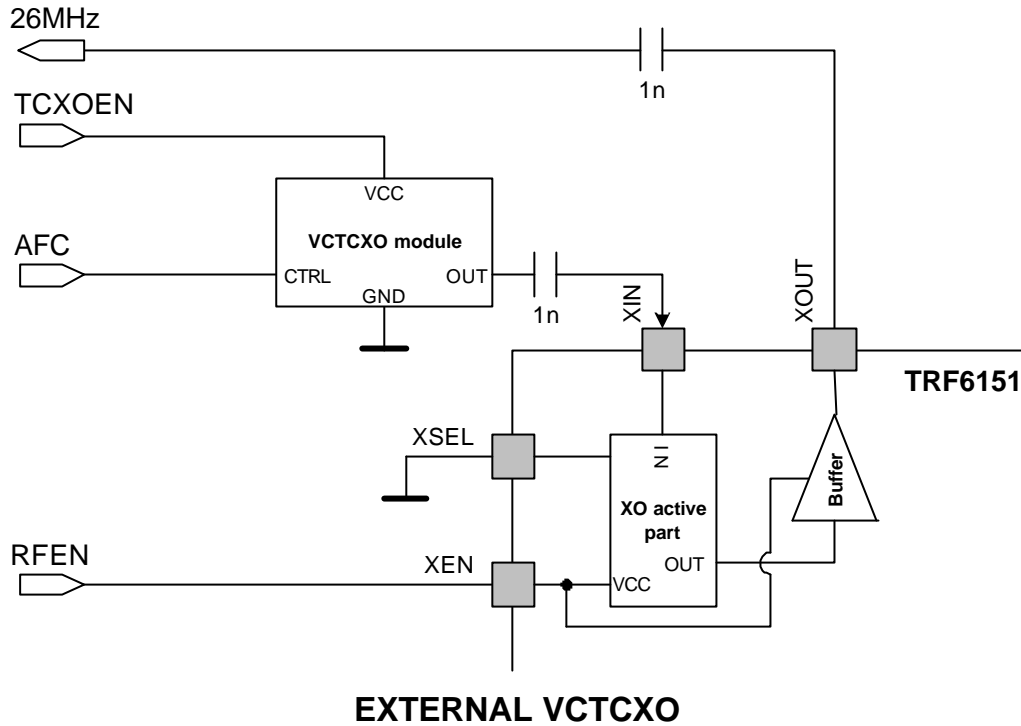 26MHz
1n
TCXOEN
VCC
VCTCXO module
AFC
CTRL
OUT
GND
1n
XIN
XOUT
TRF6151
XSEL
IN
XO active
part
Buffer
OUT
RFEN
XEN
VCC
EXTERNAL VCTCXO